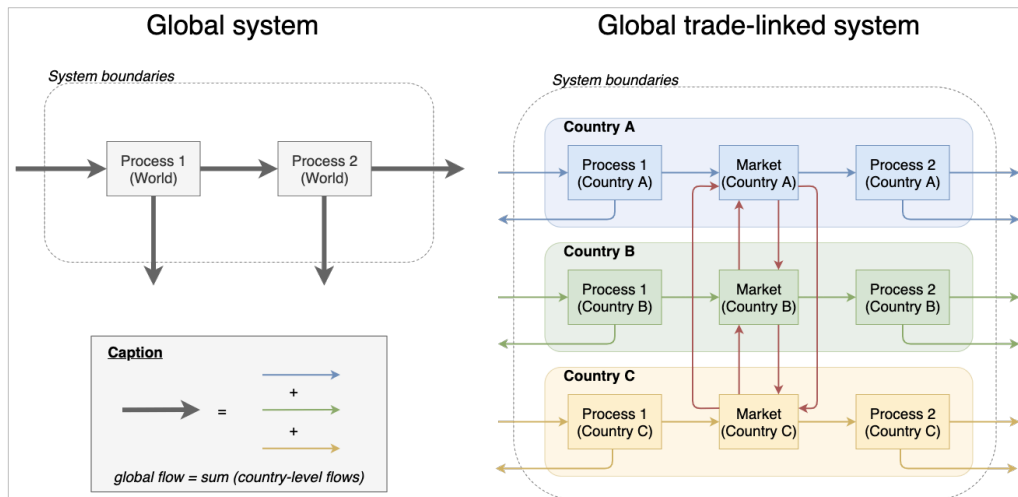 Global system
System boundaries
Process 1
(World)
Process 2
(World)
Caption
=
+
+
global flow = sum (country-level flows)
Global trade-linked system
System boundaries
Country A
Process 1
(Country A)
Market
(Country A)
Process 2
(Country A)
Country B
Process 1
(Country B)
Market
(Country B)
Process 2
(Country B)
Country C
Process 1
(Country C)
Market
(Country C)
Process 2
(Country C)